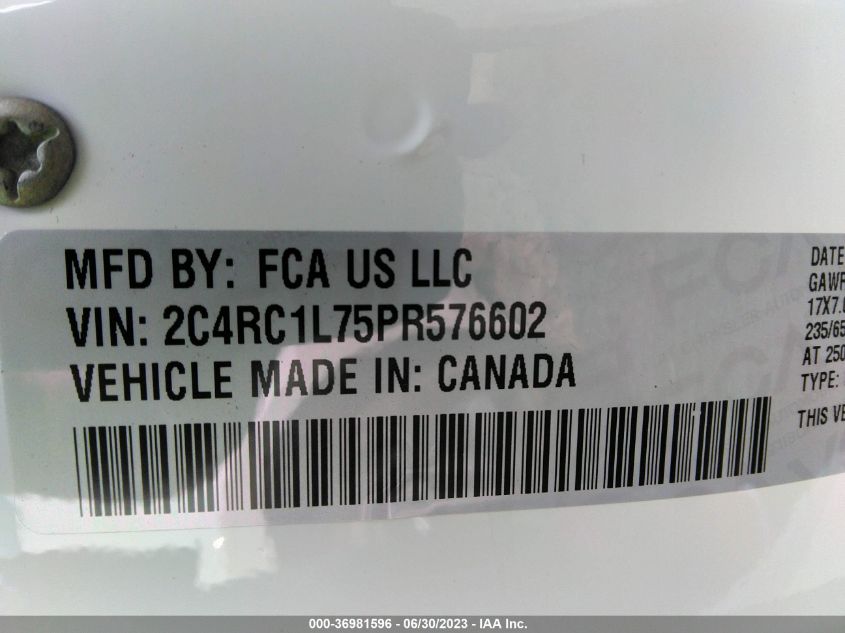 MFD BY: FCA US LLC
VIN: 2C4RC1L75PR576602
VEHICLE MADE IN: CANADA
DATE
GAWR
17X7.0
235/65
AT 250
TYPE:
THIS VE
000-36981596 - 06/30/2023 - IAA Inc.